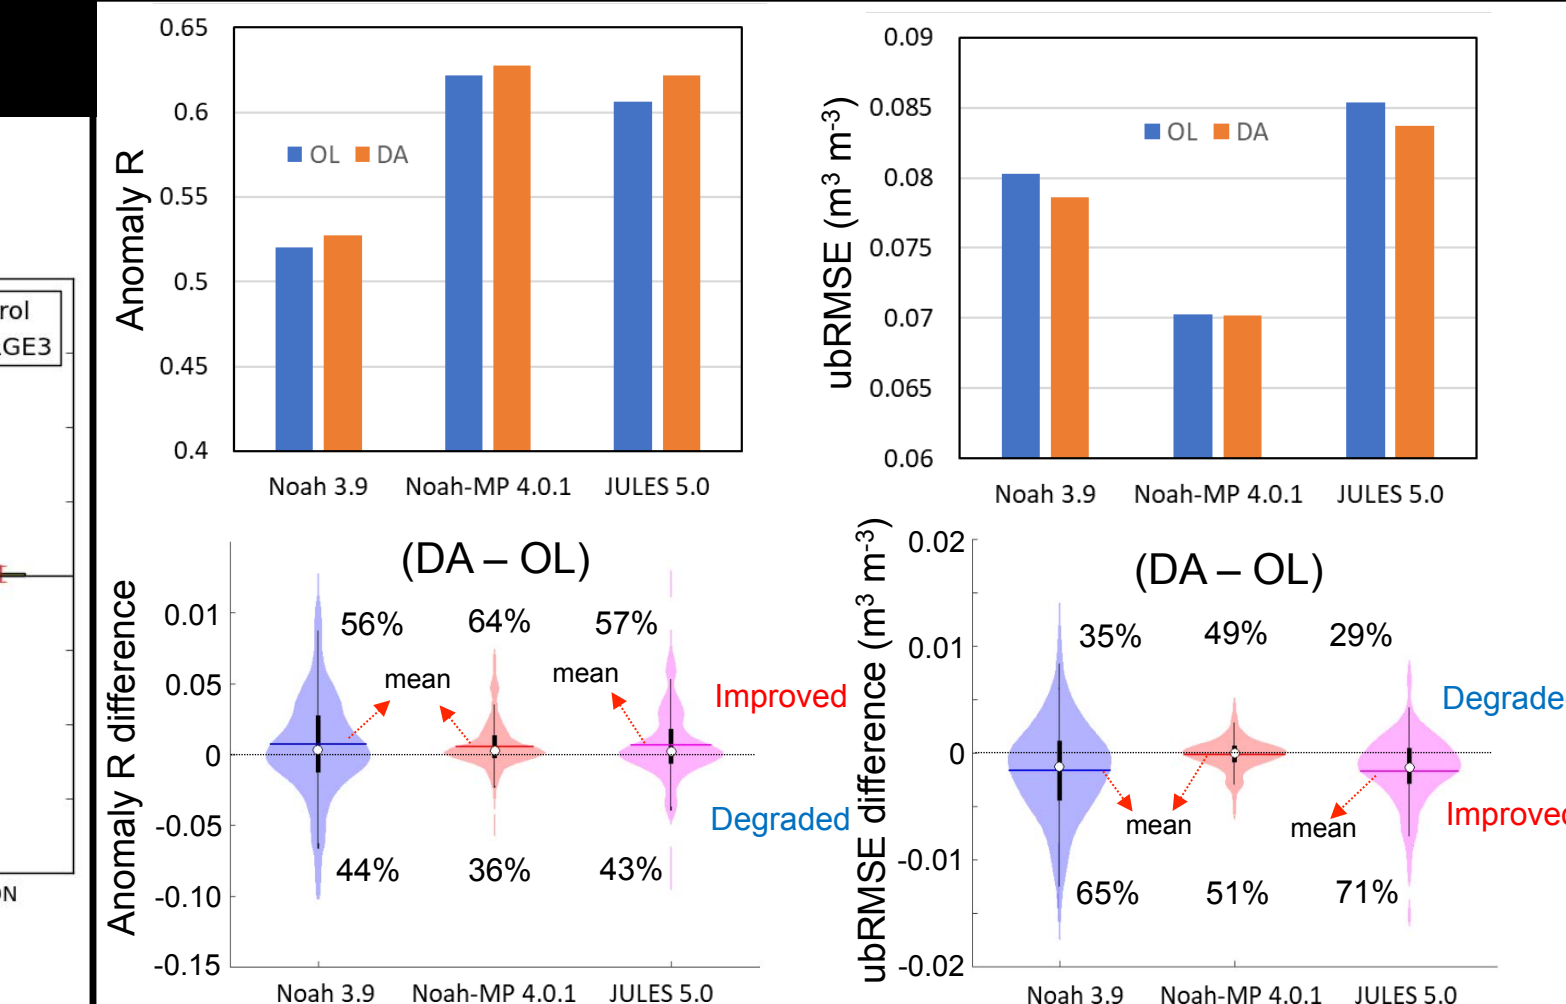 rol
GE3
ON
0.65
0.6
0.55
0.5
0.45
0.4
Anomaly R
OL DA
Noah 3.9 Noah-MP 4.0.1 JULES 5.0
0.09
0.085
0.08
0.075
0.07
0.065
0.06
ubRMSE (m³ m⁻³)
OL DA
Noah 3.9 Noah-MP 4.0.1 JULES 5.0
(DA – OL)
0.01
0.05
0
-0.05
-0.10
-0.15
Anomaly R difference
56% 64% 57%
mean mean
Improved
Degraded
44% 36% 43%
Noah 3.9 Noah-MP 4.0.1 JULES 5.0
(DA – OL)
0.02
0.01
0
-0.01
-0.02
ubRMSE difference (m³ m⁻³)
35% 49% 29%
Degrade
mean mean
Improved
65% 51% 71%
Noah 3.9 Noah-MP 4.0.1 JULES 5.0